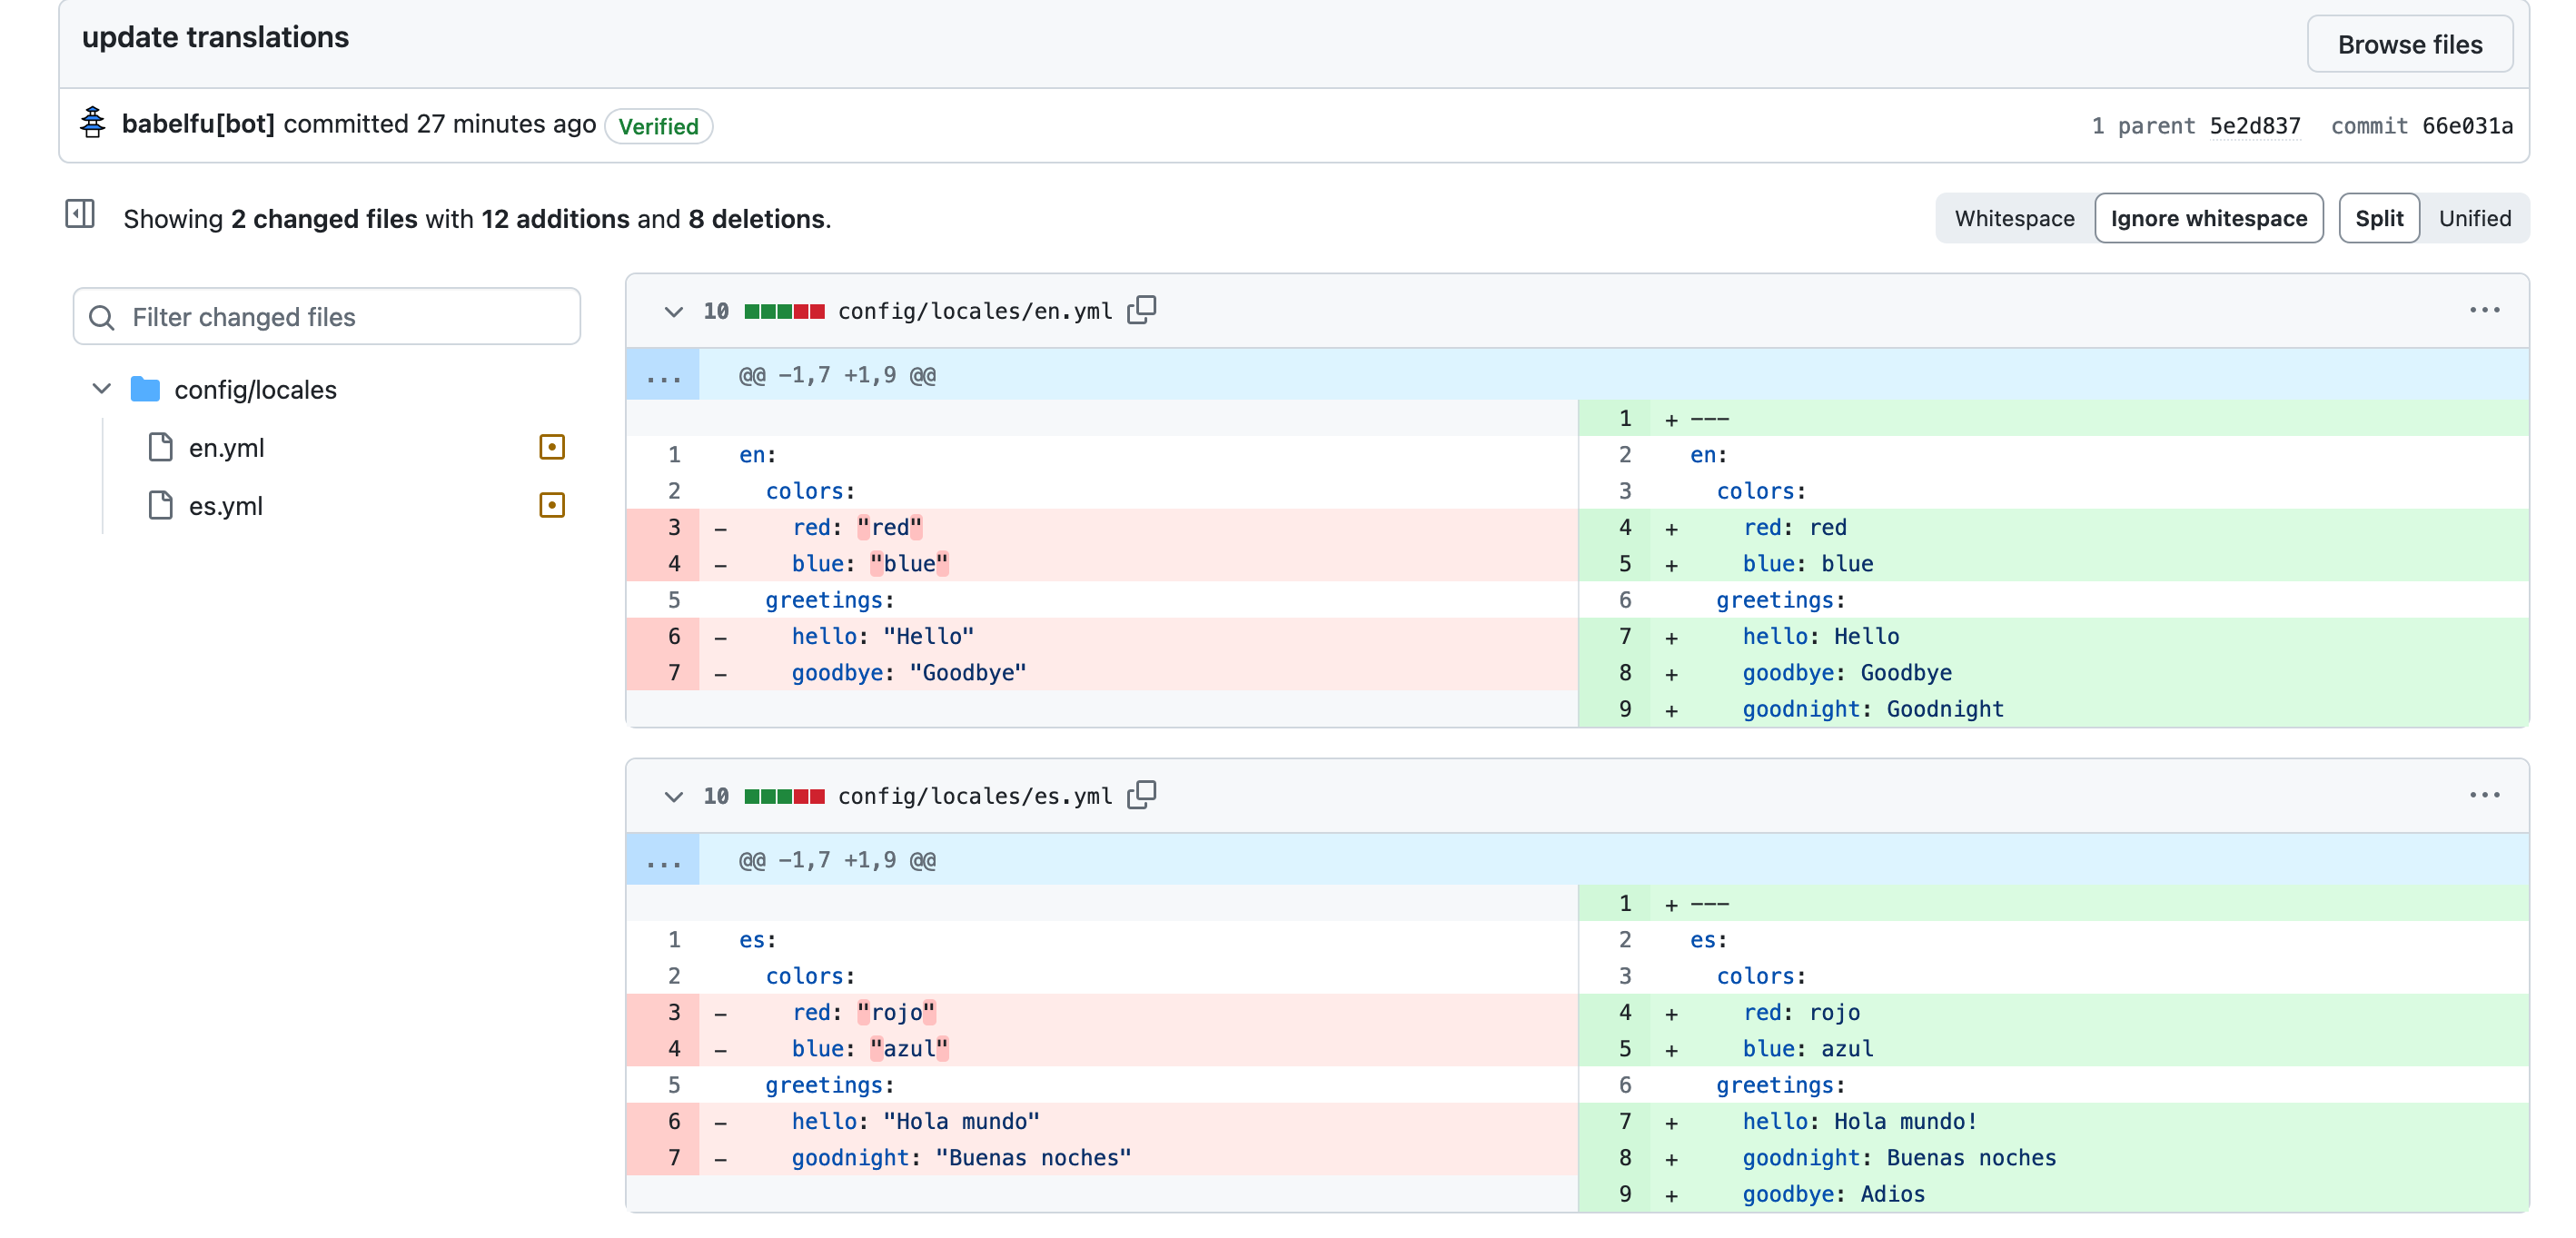 update translations
Browse files
babelfu[bot] committed 27 minutes ago Verified
1 parent 5e2d837 commit 66e031a
Showing 2 changed files with 12 additions and 8 deletions.
Whitespace Ignore whitespace Split Unified
Filter changed files
config/locales
en.yml
es.yml
10 config/locales/en.yml
@@ -1,7 +1,9 @@
1 + ---
1 en: 2 en:
2 colors: 3 colors:
3 - red: "red" 4 + red: red
4 - blue: "blue" 5 + blue: blue
5 greetings: 6 greetings:
6 - hello: "Hello" 7 + hello: Hello
7 - goodbye: "Goodbye" 8 + goodbye: Goodbye
9 + goodnight: Goodnight
10 config/locales/es.yml
@@ -1,7 +1,9 @@
1 + ---
1 es: 2 es:
2 colors: 3 colors:
3 - red: "rojo" 4 + red: rojo
4 - blue: "azul" 5 + blue: azul
5 greetings: 6 greetings:
6 - hello: "Hola mundo" 7 + hello: Hola mundo!
7 - goodnight: "Buenas noches" 8 + goodnight: Buenas noches
9 + goodbye: Adios